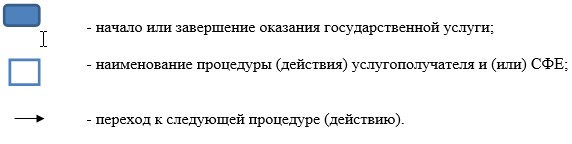 - начало или завершение оказания государственной услуги;
- наименование процедуры (действия) услугополучателя и (или) СФЕ;
- переход к следующей процедуре (действию).